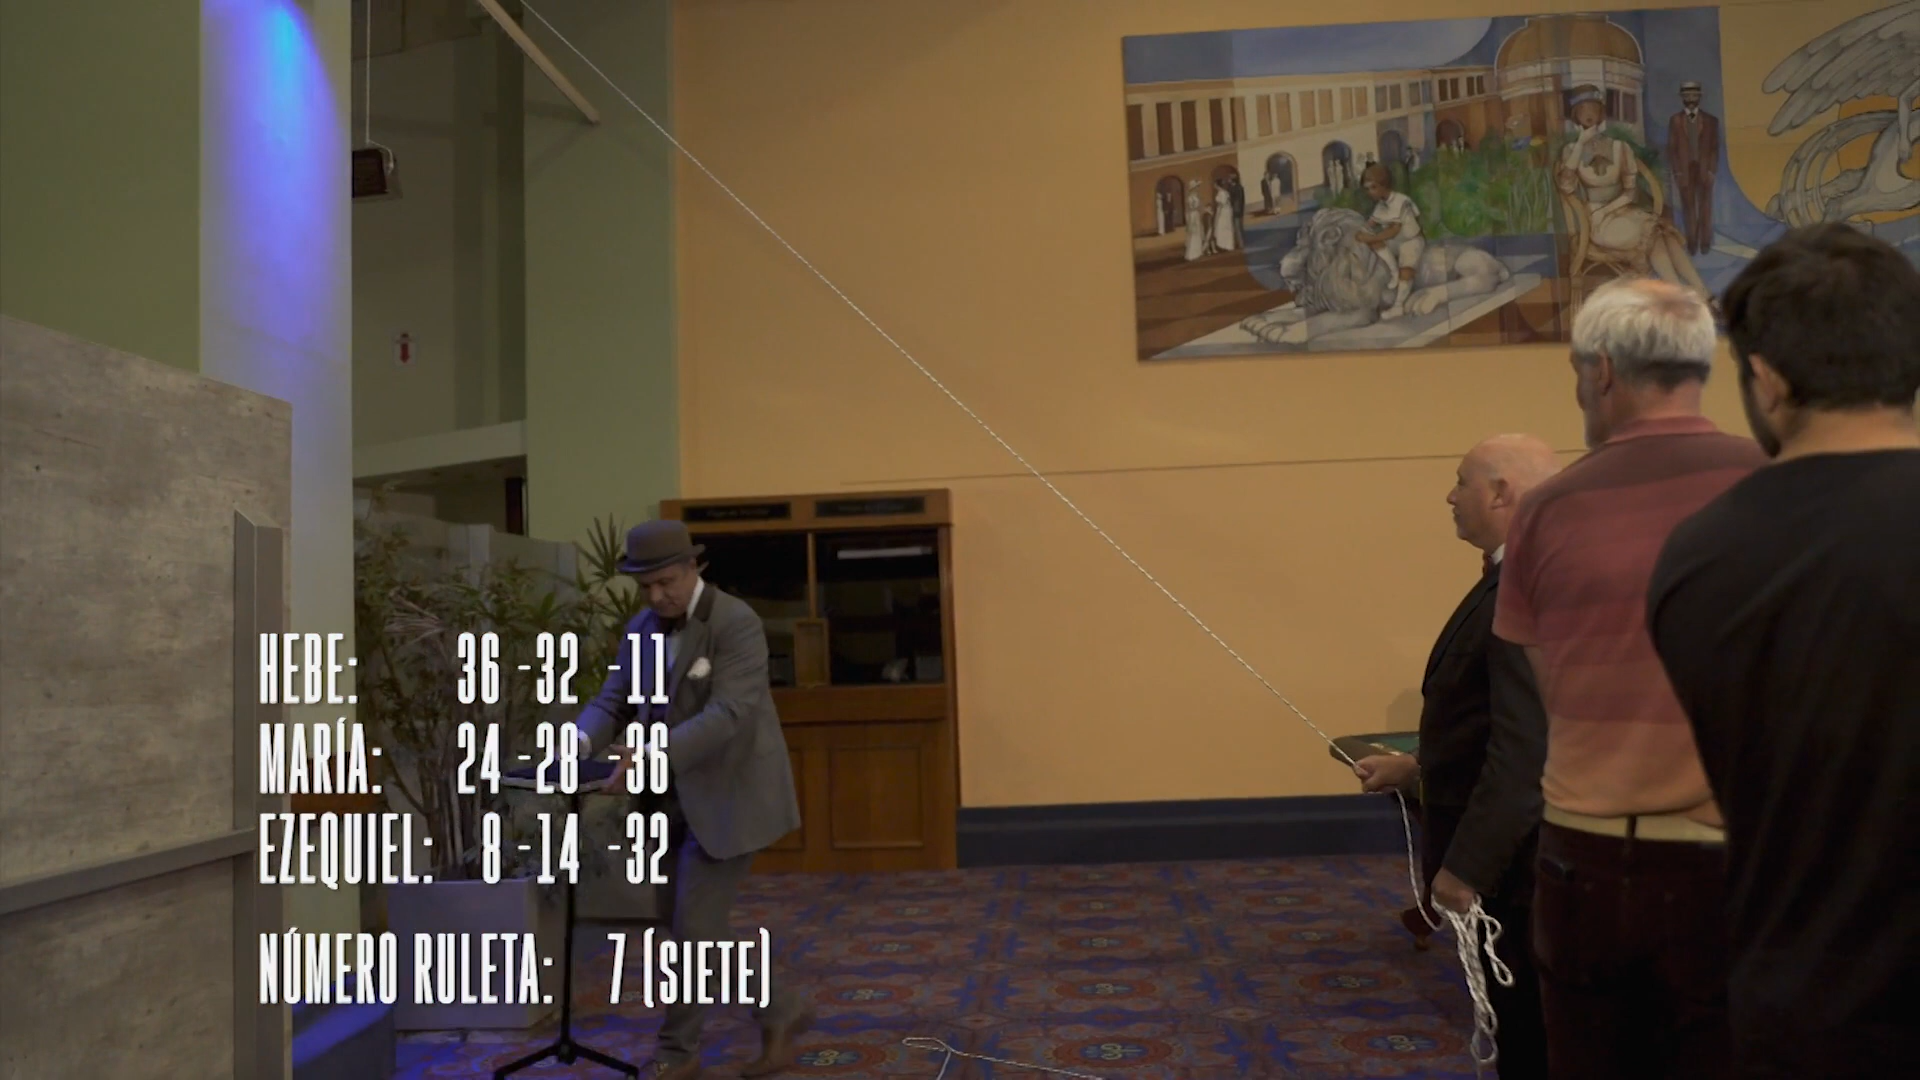 HEBE: 36 -32 -11
MARÍA: 24 -28 -36
EZEQUIEL: 8 -14 -32
NÚMERO RULETA: 7 (SIETE)